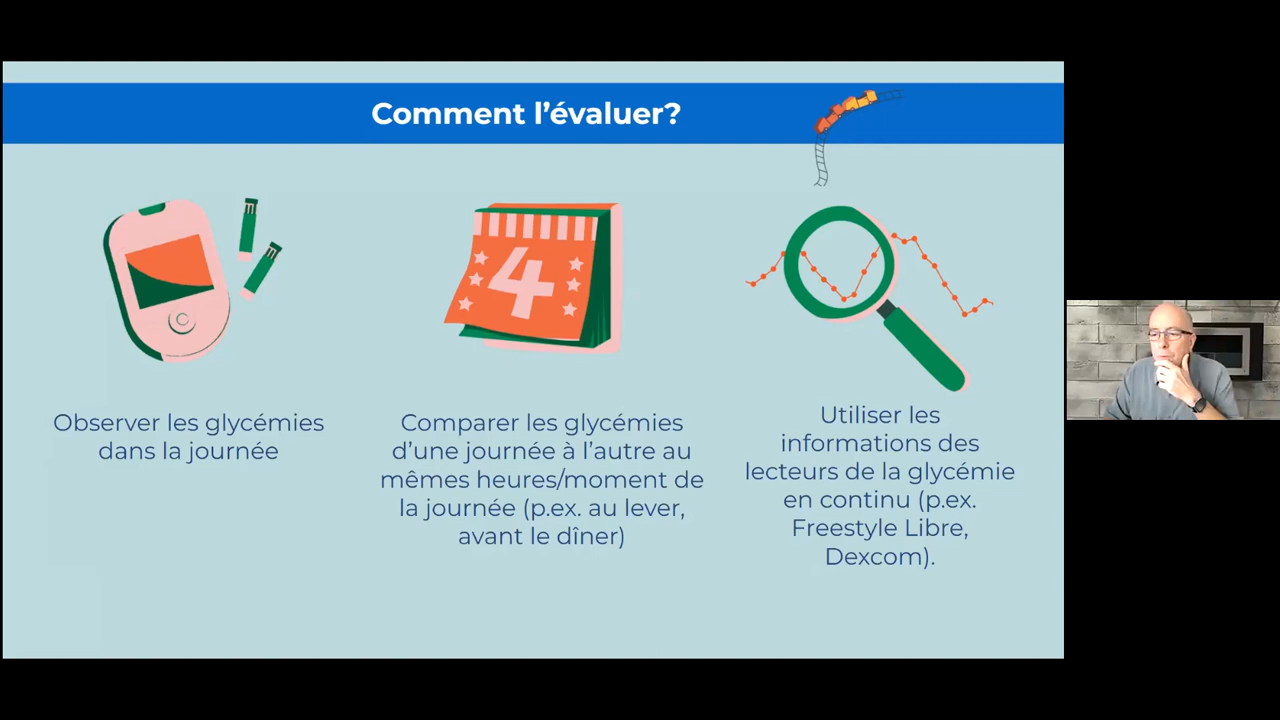 Comment l’évaluer?
4
Observer les glycémies
dans la journée
Comparer les glycémies
d’une journée à l’autre au
mêmes heures/moment de
la journée (p.ex. au lever,
avant le dîner)
Utiliser les
informations des
lecteurs de la glycémie
en continu (p.ex.
Freestyle Libre,
Dexcom).